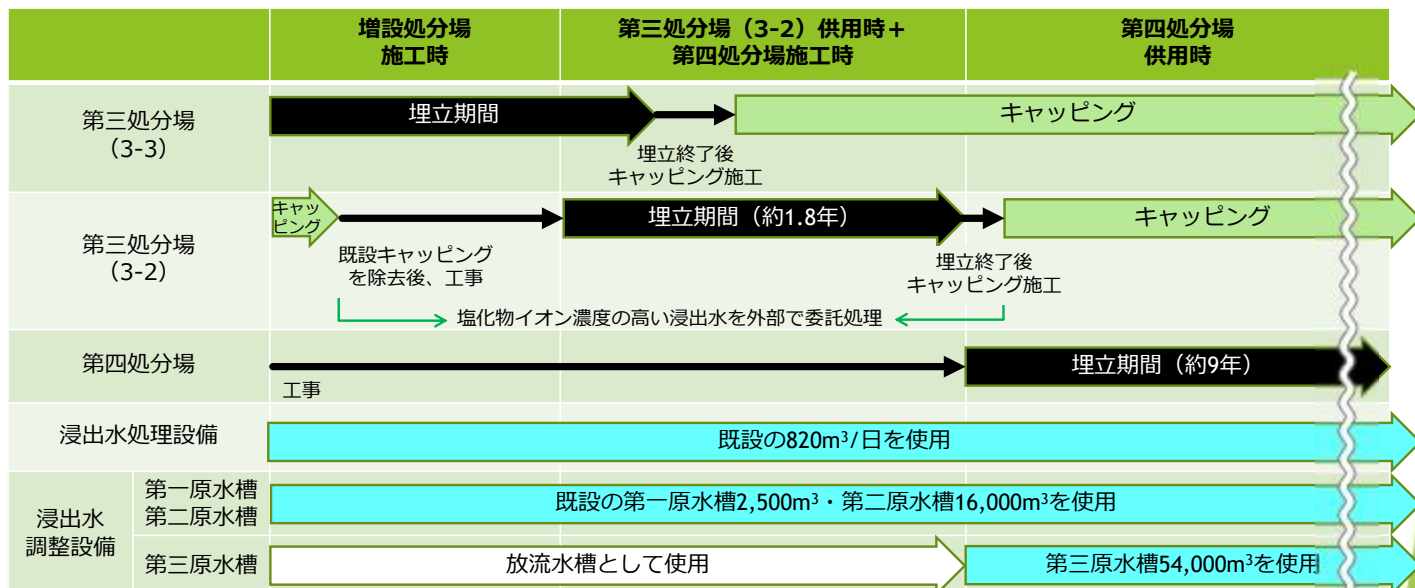 増設処分場
施工時
第三処分場（3-2）供用時＋
第四処分場施工時
第四処分場
供用時
第三処分場
（3-3）
埋立期間
キャッピング
埋立終了後
キャッピング施工
第三処分場
（3-2）
キャッ
ピング
埋立期間（約1.8年）
キャッピング
既設キャッピング
を除去後、工事
埋立終了後
キャッピング施工
塩化物イオン濃度の高い浸出水を外部で委託処理
第四処分場
工事
埋立期間（約9年）
浸出水処理設備
既設の820m³/日を使用
浸出水
調整設備
第一原水槽
第二原水槽
既設の第一原水槽2,500m³・第二原水槽16,000m³を使用
第三原水槽
放流水槽として使用
第三原水槽54,000m³を使用